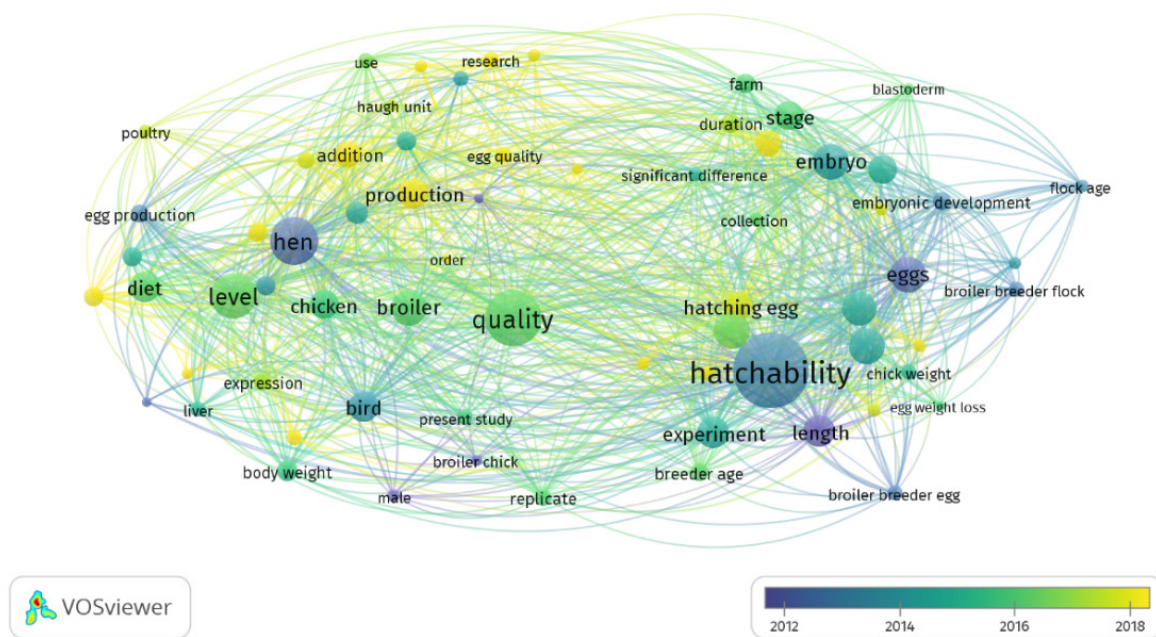 research
use
farm
blastoderm
haugh unit
stage
duration
poultry
addition
egg quality
embryo
significant difference
production
flock age
egg production
embryonic development
collection
hen
order
eggs
diet
level
chicken
broiler
quality
hatching egg
broiler breeder flock
hatchability
chick weight
expression
liver
bird
present study
egg weight loss
experiment
length
broiler chick
body weight
breeder age
male
replicate
broiler breeder egg
VOSviewer
2012 2014 2016 2018